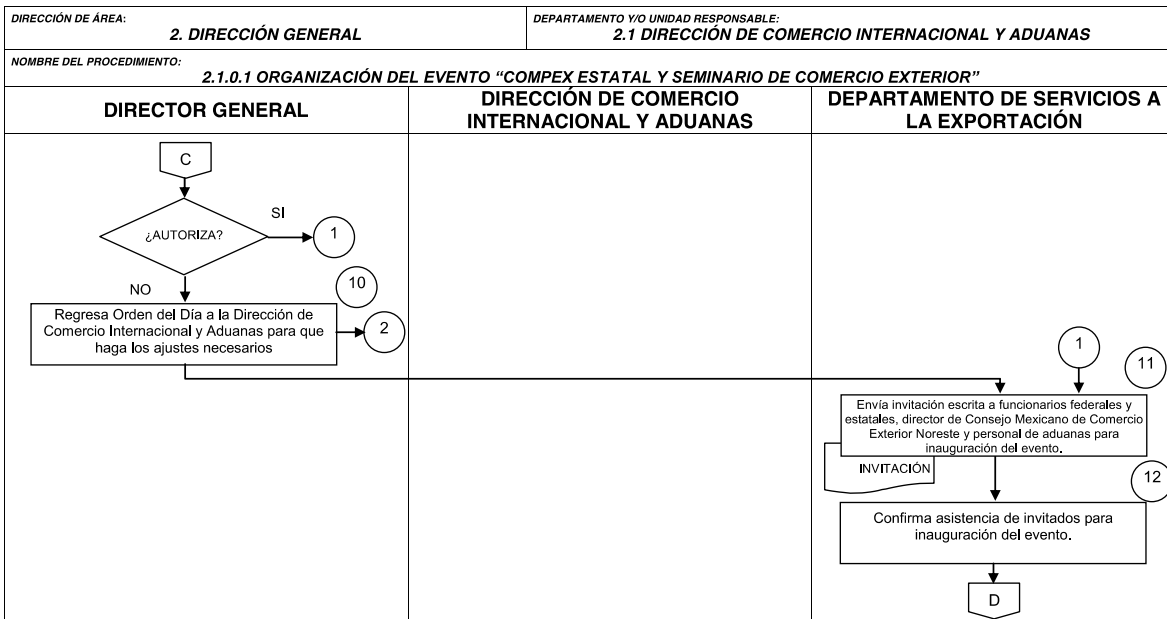 DIRECCIÓN DE ÁREA:
2. DIRECCIÓN GENERAL
DEPARTAMENTO Y/O UNIDAD RESPONSABLE:
2.1 DIRECCIÓN DE COMERCIO INTERNACIONAL Y ADUANAS
NOMBRE DEL PROCEDIMIENTO:
2.1.0.1 ORGANIZACIÓN DEL EVENTO “COMPEX ESTATAL Y SEMINARIO DE COMERCIO EXTERIOR”
DIRECTOR GENERAL
DIRECCIÓN DE COMERCIO
INTERNACIONAL Y ADUANAS
DEPARTAMENTO DE SERVICIOS A
LA EXPORTACIÓN
C
¿AUTORIZA?
SI
1
NO
10
Regresa Orden del Día a la Dirección de
Comercio Internacional y Aduanas para que
haga los ajustes necesarios
2
1
11
Envía invitación escrita a funcionarios federales y
estatales, director de Consejo Mexicano de Comercio
Exterior Noreste y personal de aduanas para
inauguración del evento.
INVITACIÓN
12
Confirma asistencia de invitados para
inauguración del evento.
D